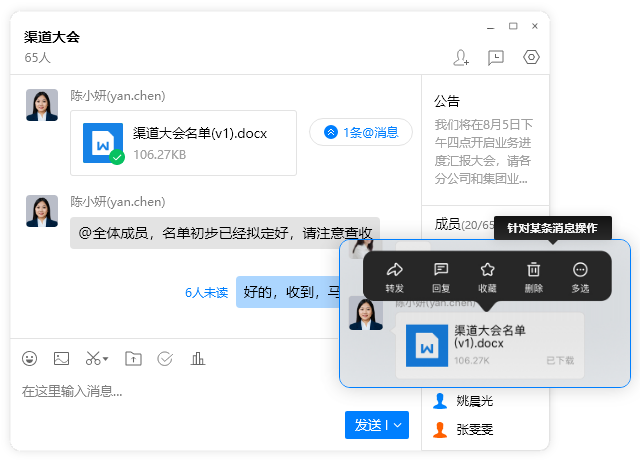 渠道大会
65人
陈小妍(yan.chen)
渠道大会名单(v1).docx
106.27KB
1条@消息
陈小妍(yan.chen)
@全体成员，名单初步已经拟定好，请注意查收
6人未读
好的，收到，马
在这里输入消息...
发送
公告
我们将在8月5日下
午四点开启业务进
度汇报大会，请各
分公司和集团业...
成员(20/65
针对某条消息操作
转发
回复
收藏
删除
多选
陈小妍(yan.chen)
渠道大会名单
(v1).docx
106.27K
已下载
姚晨光
张雯雯